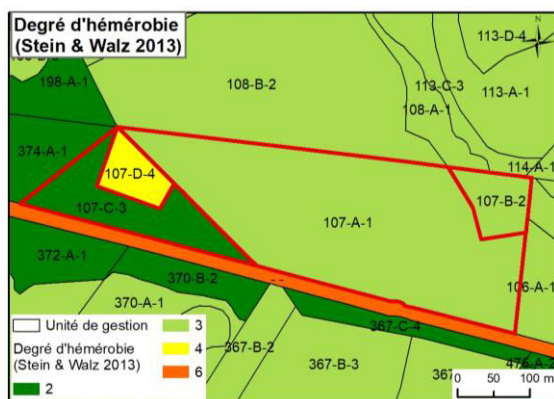 Degré d'hémérobie
(Stein & Walz 2013)
N
113-D-4
198-A-1
108-B-2
113-C-3
113-A-1
108-A-1
374-A-1
114-A-1
107-D-4
107-B-2
107-C-3
107-A-1
372-A-1
370-B-2
106-A-1
370-A-1
367-C-4
Unité de gestion
3
Degré d'hémérobie
4
(Stein & Walz 2013)
6
2
367-B-2
367-B-3
476-A-2
0 50 100 m